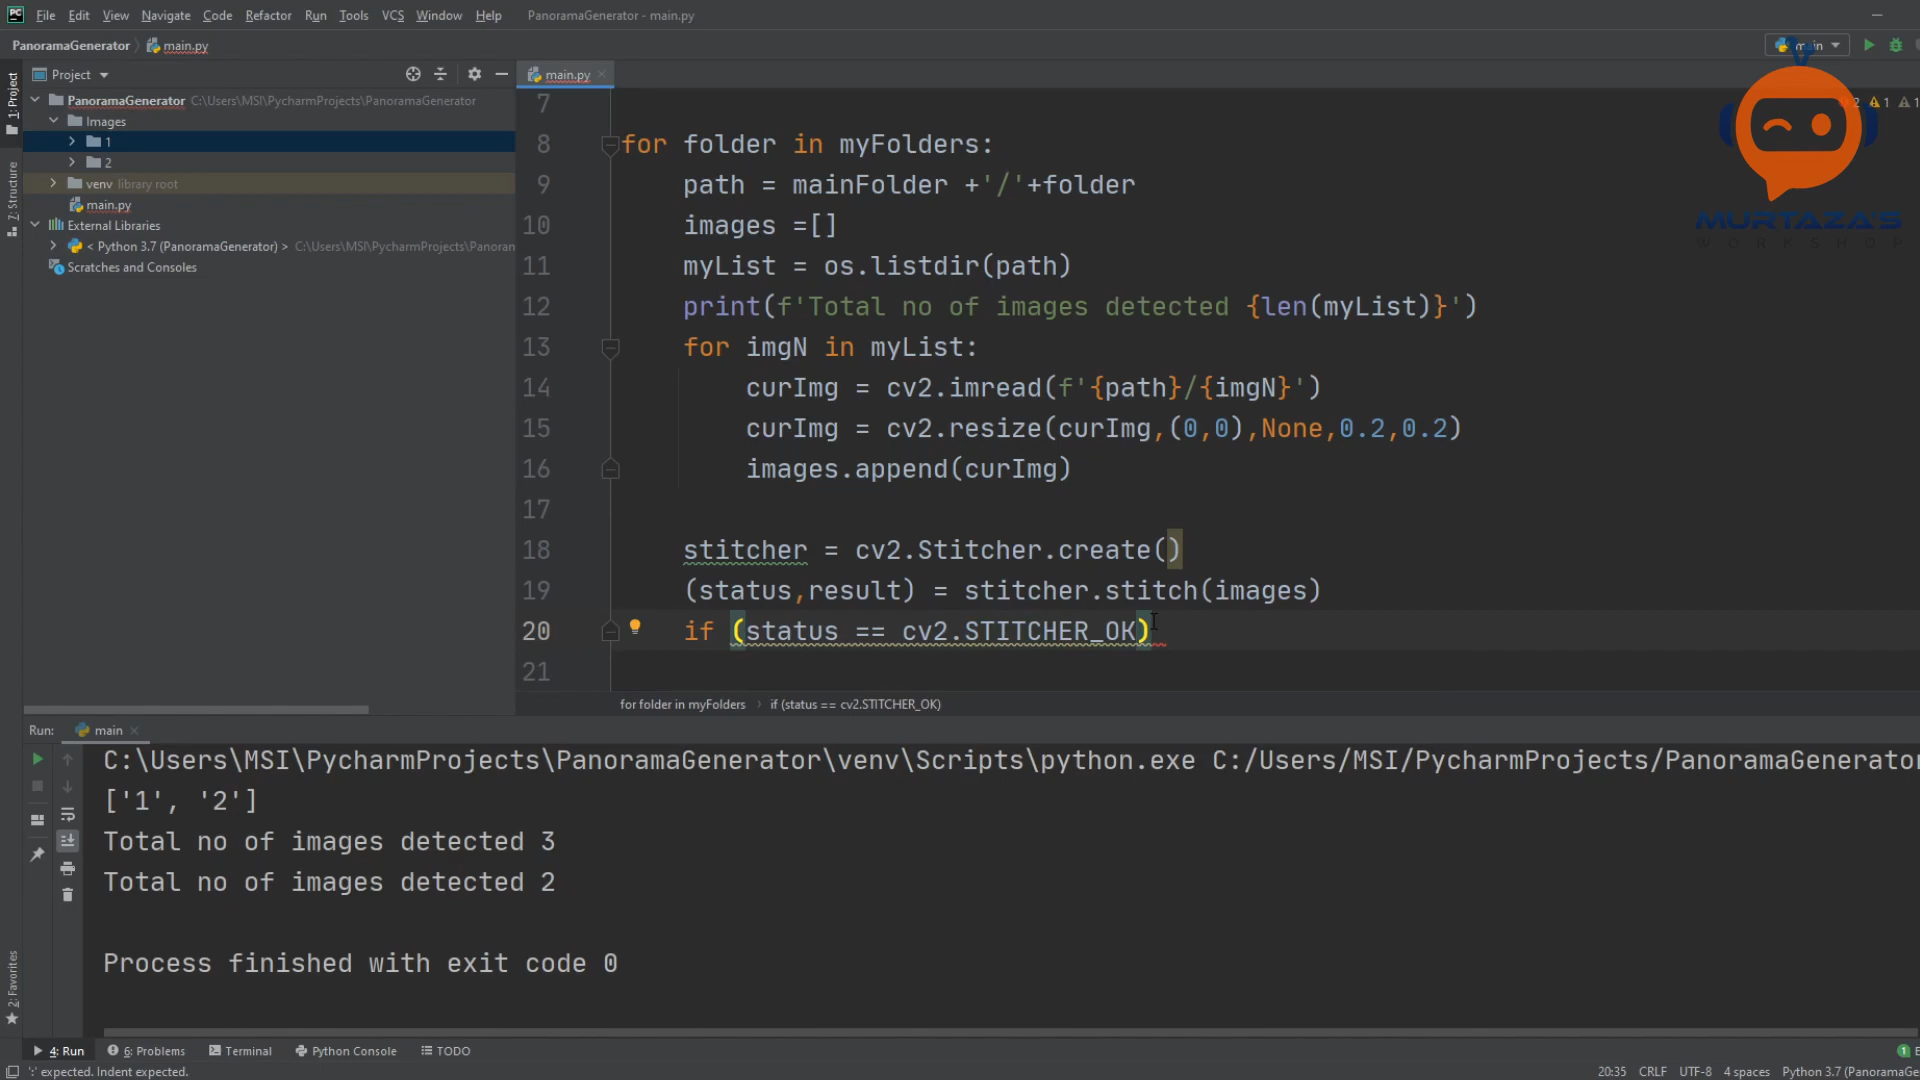 PC File Edit View Navigate Code Refactor Run Tools VCS Window Help PanoramaGenerator - main.py
PanoramaGenerator main.py main
Project main.py
1: Project
PanoramaGenerator C:\Users\MSI\PycharmProjects\PanoramaGenerator
Images
1
2
venv library root
main.py
External Libraries
< Python 3.7 (PanoramaGenerator) > C:\Users\MSI\PycharmProjects\Panoram
Scratches and Consoles
7: Structure
2 1 1
MURTAZA'S
WORKSHOP
7
8 for folder in myFolders:
9 path = mainFolder +'/'+folder
10 images =[]
11 myList = os.listdir(path)
12 print(f'Total no of images detected {len(myList)}')
13 for imgN in myList:
14 curImg = cv2.imread(f'{path}/{imgN}')
15 curImg = cv2.resize(curImg,(0,0),None,0.2,0.2)
16 images.append(curImg)
17
18 stitcher = cv2.Stitcher.create()
19 (status,result) = stitcher.stitch(images)
20 if (status == cv2.STITCHER_OK)
21
for folder in myFolders > if (status == cv2.STITCHER_OK)
Run: main
C:\Users\MSI\PycharmProjects\PanoramaGenerator\venv\Scripts\python.exe C:/Users/MSI/PycharmProjects/PanoramaGenerator
['1', '2']
Total no of images detected 3
Total no of images detected 2
Process finished with exit code 0
2: Favorites
4: Run 6: Problems Terminal Python Console TODO 1
':' expected. Indent expected. 20:35 CRLF UTF-8 4 spaces Python 3.7 (PanoramaGe